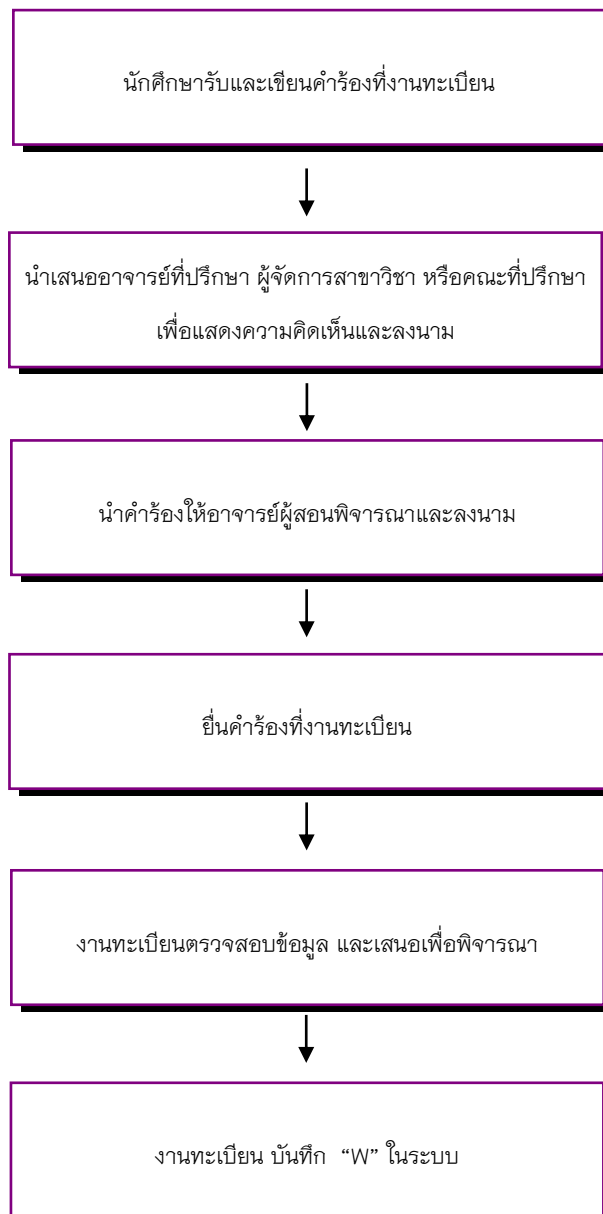 นักศึกษารับและเขียนคำร้องที่งานทะเบียน
นำเสนออาจารย์ที่ปรึกษา ผู้จัดการสาขาวิชา หรือคณะที่ปรึกษา
เพื่อแสดงความคิดเห็นและลงนาม
นำคำร้องให้อาจารย์ผู้สอนพิจารณาและลงนาม
ยื่นคำร้องที่งานทะเบียน
งานทะเบียนตรวจสอบข้อมูล และเสนอเพื่อพิจารณา
งานทะเบียน บันทึก “W” ในระบบ